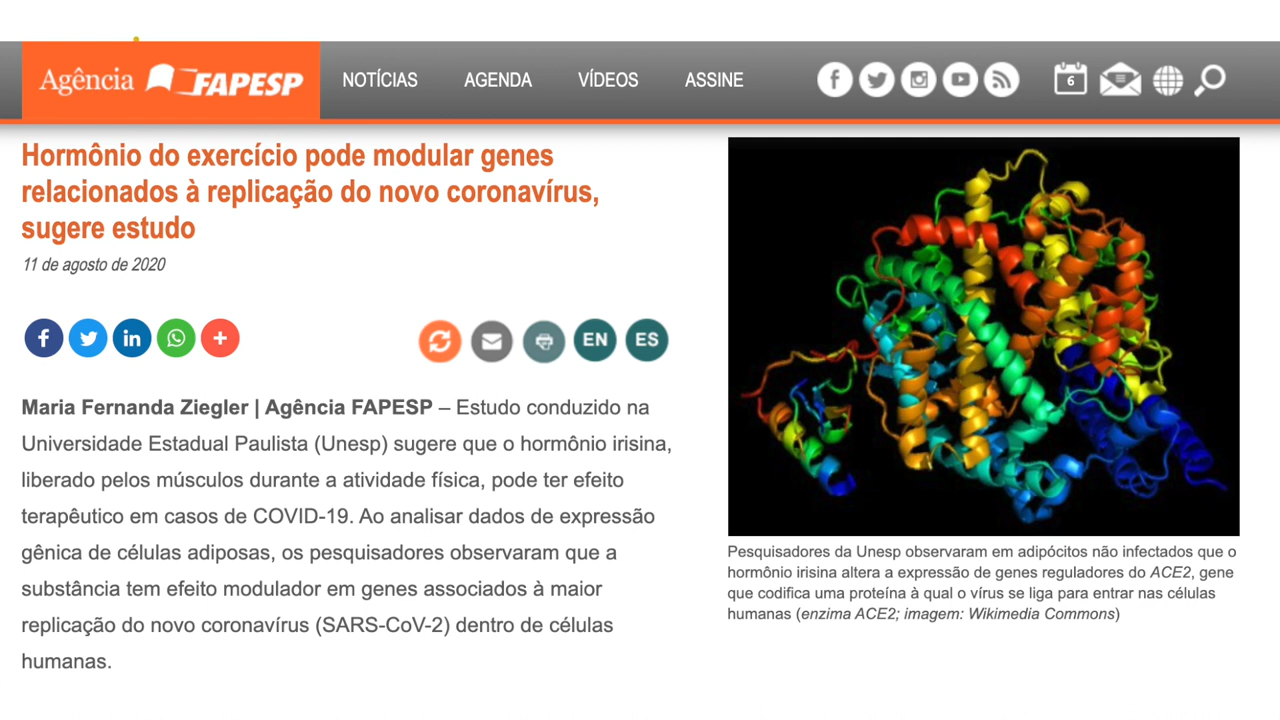 Agência FAPESP NOTÍCIAS AGENDA VÍDEOS ASSINE 6
Hormônio do exercício pode modular genes
relacionados à replicação do novo coronavírus,
sugere estudo
11 de agosto de 2020
EN ES
Maria Fernanda Ziegler | Agência FAPESP – Estudo conduzido na
Universidade Estadual Paulista (Unesp) sugere que o hormônio irisina,
liberado pelos músculos durante a atividade física, pode ter efeito
terapêutico em casos de COVID-19. Ao analisar dados de expressão
gênica de células adiposas, os pesquisadores observaram que a
substância tem efeito modulador em genes associados à maior
replicação do novo coronavírus (SARS-CoV-2) dentro de células
humanas.
Pesquisadores da Unesp observaram em adipócitos não infectados que o
hormônio irisina altera a expressão de genes reguladores do ACE2, gene
que codifica uma proteína à qual o vírus se liga para entrar nas células
humanas (enzima ACE2; imagem: Wikimedia Commons)